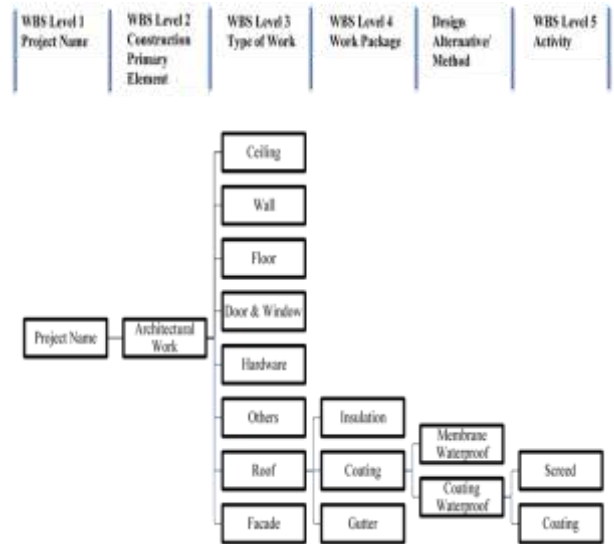 WBS Level 1
Project Name
WBS Level 2
Construction
Primary
Element
WBS Level 3
Type of Work
WBS Level 4
Work Package
Design
Alternative/
Method
WBS Level 5
Activity
Ceiling
Wall
Floor
Door & Window
Project Name
Architectural
Work
Hardware
Others
Insulation
Membrane
Waterproof
Roof
Coating
Screed
Coating
Waterproof
Facade
Gutter
Coating